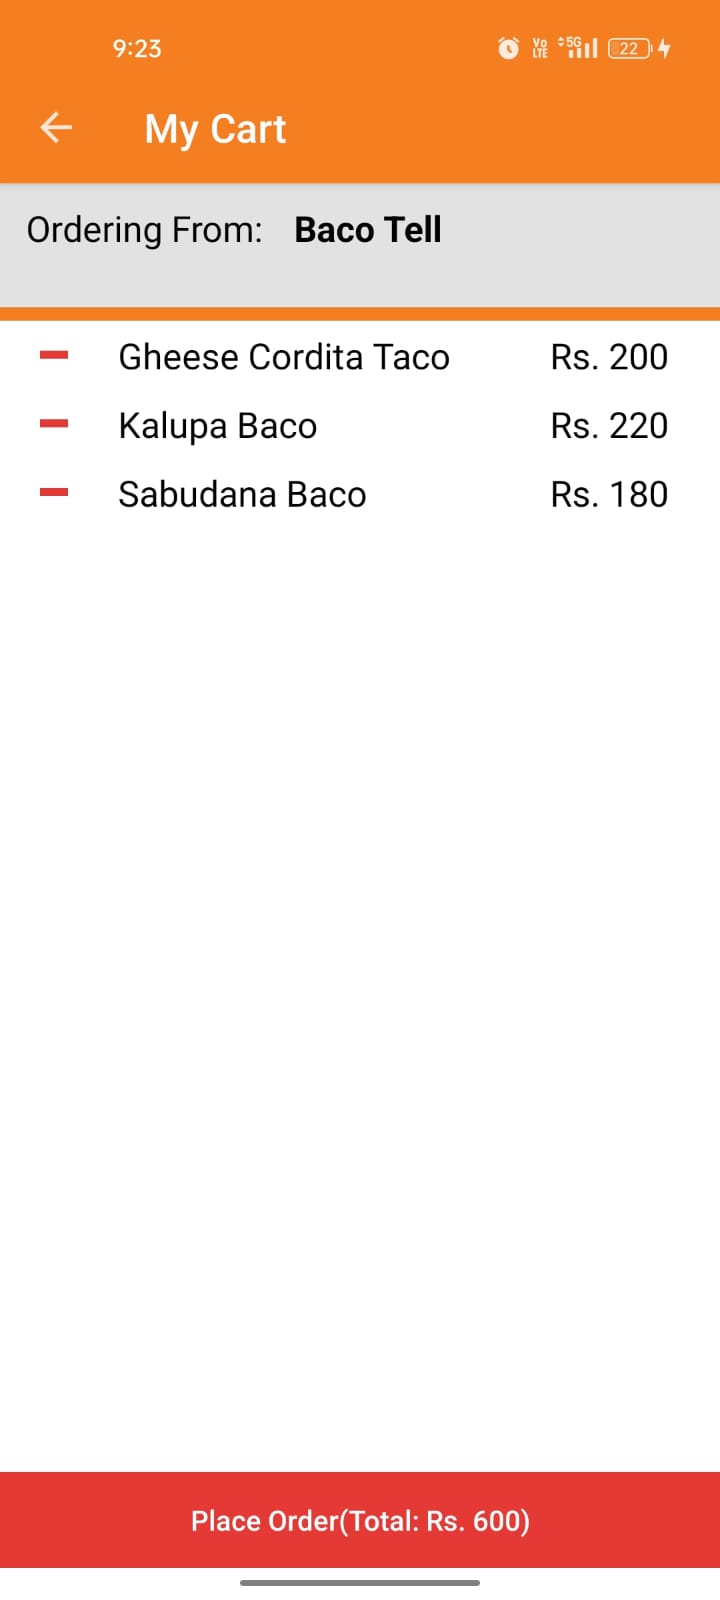 9:23
Vo LTE 5G 22
My Cart
Ordering From: Baco Tell
Gheese Cordita Taco Rs. 200
Kalupa Baco Rs. 220
Sabudana Baco Rs. 180
Place Order(Total: Rs. 600)